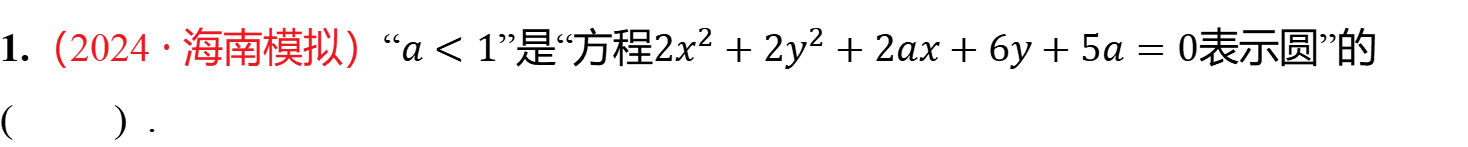 1.（2024·海南模拟）“a < 1”是“方程2x² + 2y² + 2ax + 6y + 5a = 0表示圆”的
(  ) .